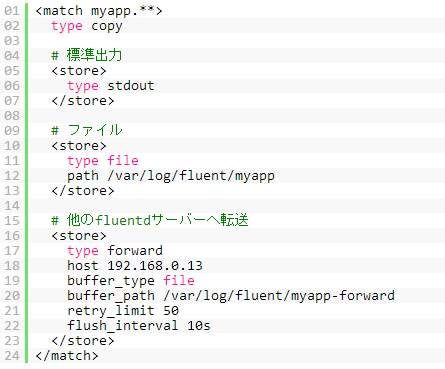 01 <match myapp.**>
02   type copy
03
04   # 標準出力
05   <store>
06     type stdout
07   </store>
08
09   # ファイル
10   <store>
11     type file
12     path /var/log/fluent/myapp
13   </store>
14
15   # 他のfluentdサーバーへ転送
16   <store>
17     type forward
18     host 192.168.0.13
19     buffer_type file
20     buffer_path /var/log/fluent/myapp-forward
21     retry_limit 50
22     flush_interval 10s
23   </store>
24 </match>